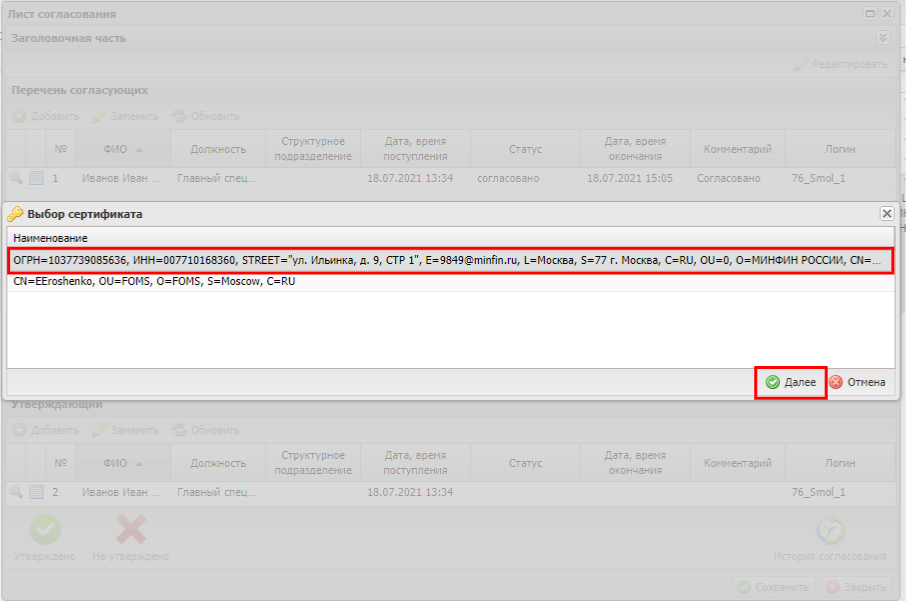 Лист согласования
Заголовочная часть
Редактировать
Перечень согласующих
Добавить Заменить Обновить
№ ФИО Должность Структурное подразделение Дата, время поступления Статус Дата, время окончания Комментарий Логин
1 Иванов Иван ... Главный спец... 18.07.2021 13:34 согласовано 18.07.2021 15:05 Согласовано 76_Smol_1
Выбор сертификата
Наименование
ОГРН=1037739085636, ИНН=007710168360, STREET="ул. Ильинка, д. 9, СТР 1", E=9849@minfin.ru, L=Москва, S=77 г. Москва, C=RU, OU=0, O=МИНФИН РОССИИ, CN=...
CN=EEroshenko, OU=FOMS, O=FOMS, S=Moscow, C=RU
Далее Отмена
Утверждающий
Добавить Заменить Обновить
№ ФИО Должность Структурное подразделение Дата, время поступления Статус Дата, время окончания Комментарий Логин
2 Иванов Иван ... Главный спец... 18.07.2021 13:34 76_Smol_1
Утверждено Не утверждено История согласования
Сохранить Закрыть